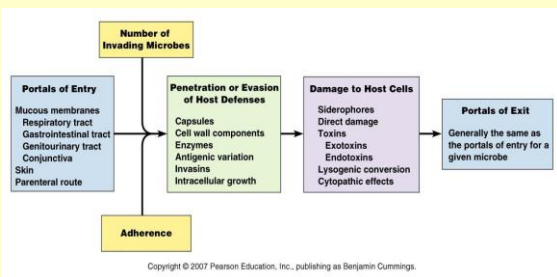 Number of
Invading Microbes
Portals of Entry
Mucous membranes
Respiratory tract
Gastrointestinal tract
Genitourinary tract
Conjunctiva
Skin
Parenteral route
Penetration or Evasion
of Host Defenses
Capsules
Cell wall components
Enzymes
Antigenic variation
Invasins
Intracellular growth
Damage to Host Cells
Siderophores
Direct damage
Toxins
Exotoxins
Endotoxins
Lysogenic conversion
Cytopathic effects
Portals of Exit
Generally the same as
the portals of entry for a
given microbe
Adherence
Copyright © 2007 Pearson Education, Inc., publishing as Benjamin Cummings.